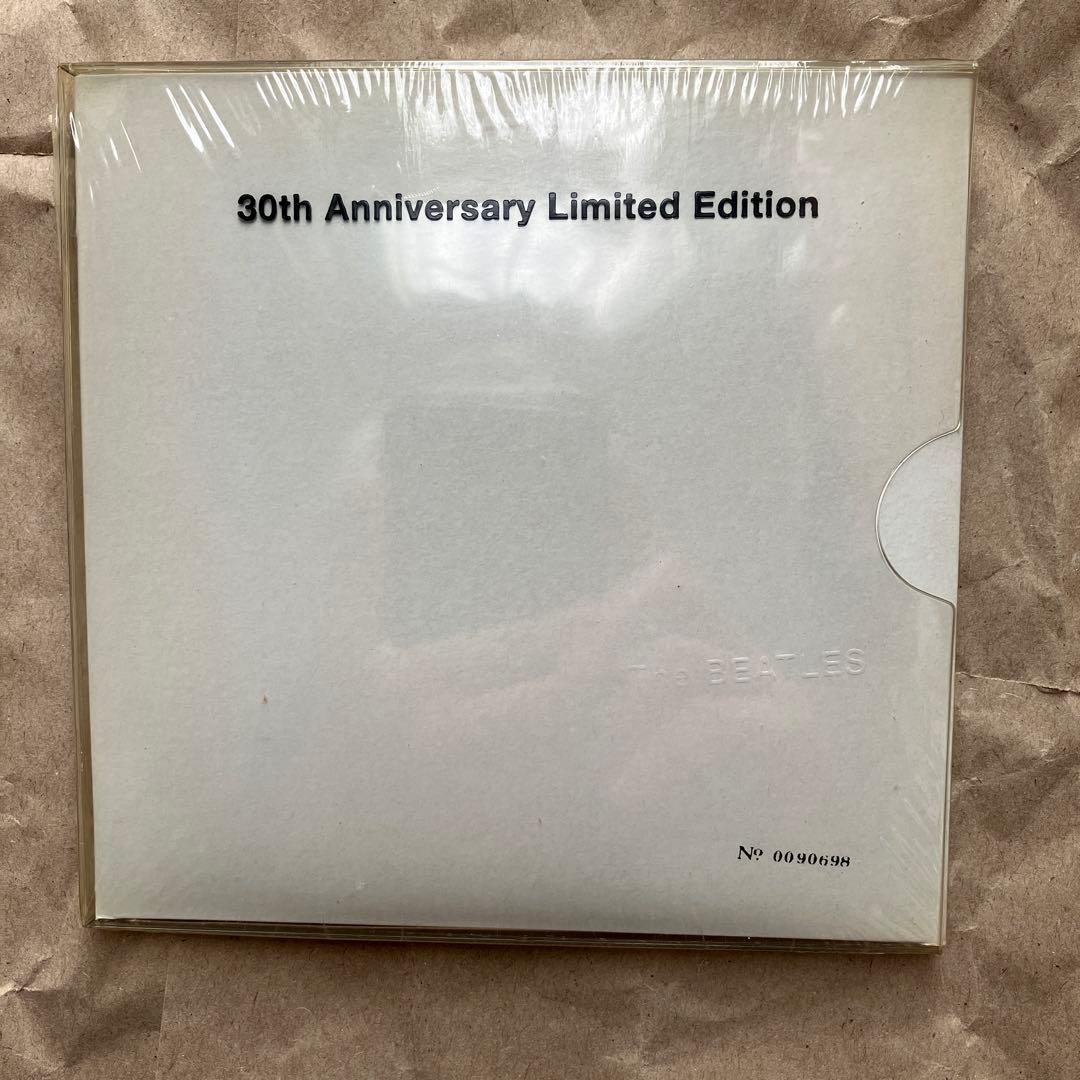 30th Anniversary Limited Edition
The BEATLES
Nº 0090698